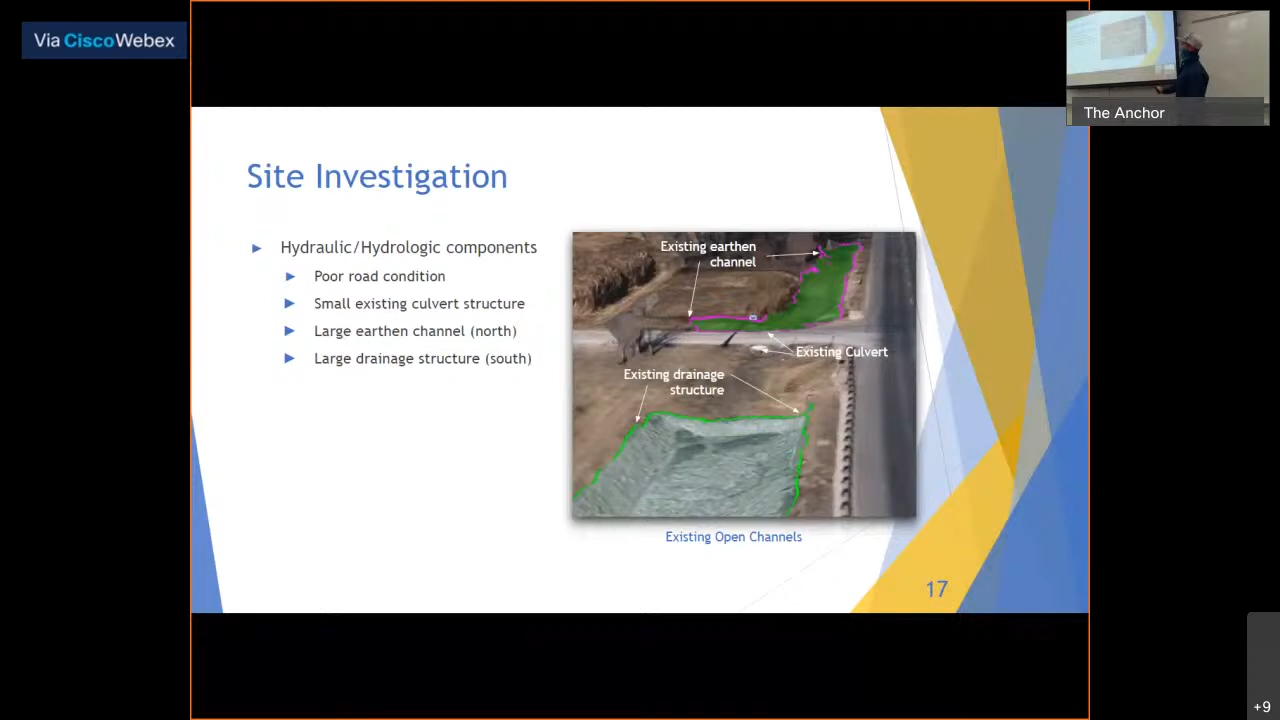 Via CiscoWebex
The Anchor
Site Investigation
Hydraulic/Hydrologic components
Poor road condition
Small existing culvert structure
Large earthen channel (north)
Large drainage structure (south)
Existing earthen
channel
Existing Culvert
Existing drainage
structure
Existing Open Channels
17
+9